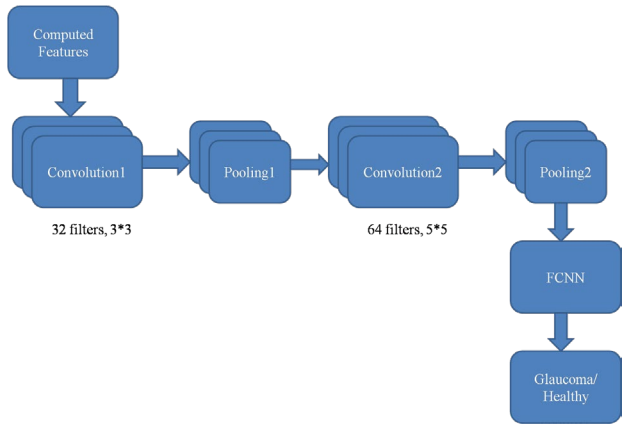 Computed
Features
Convolution1
Pooling1
Convolution2
Pooling2
32 filters, 3*3
64 filters, 5*5
FCNN
Glaucoma/
Healthy